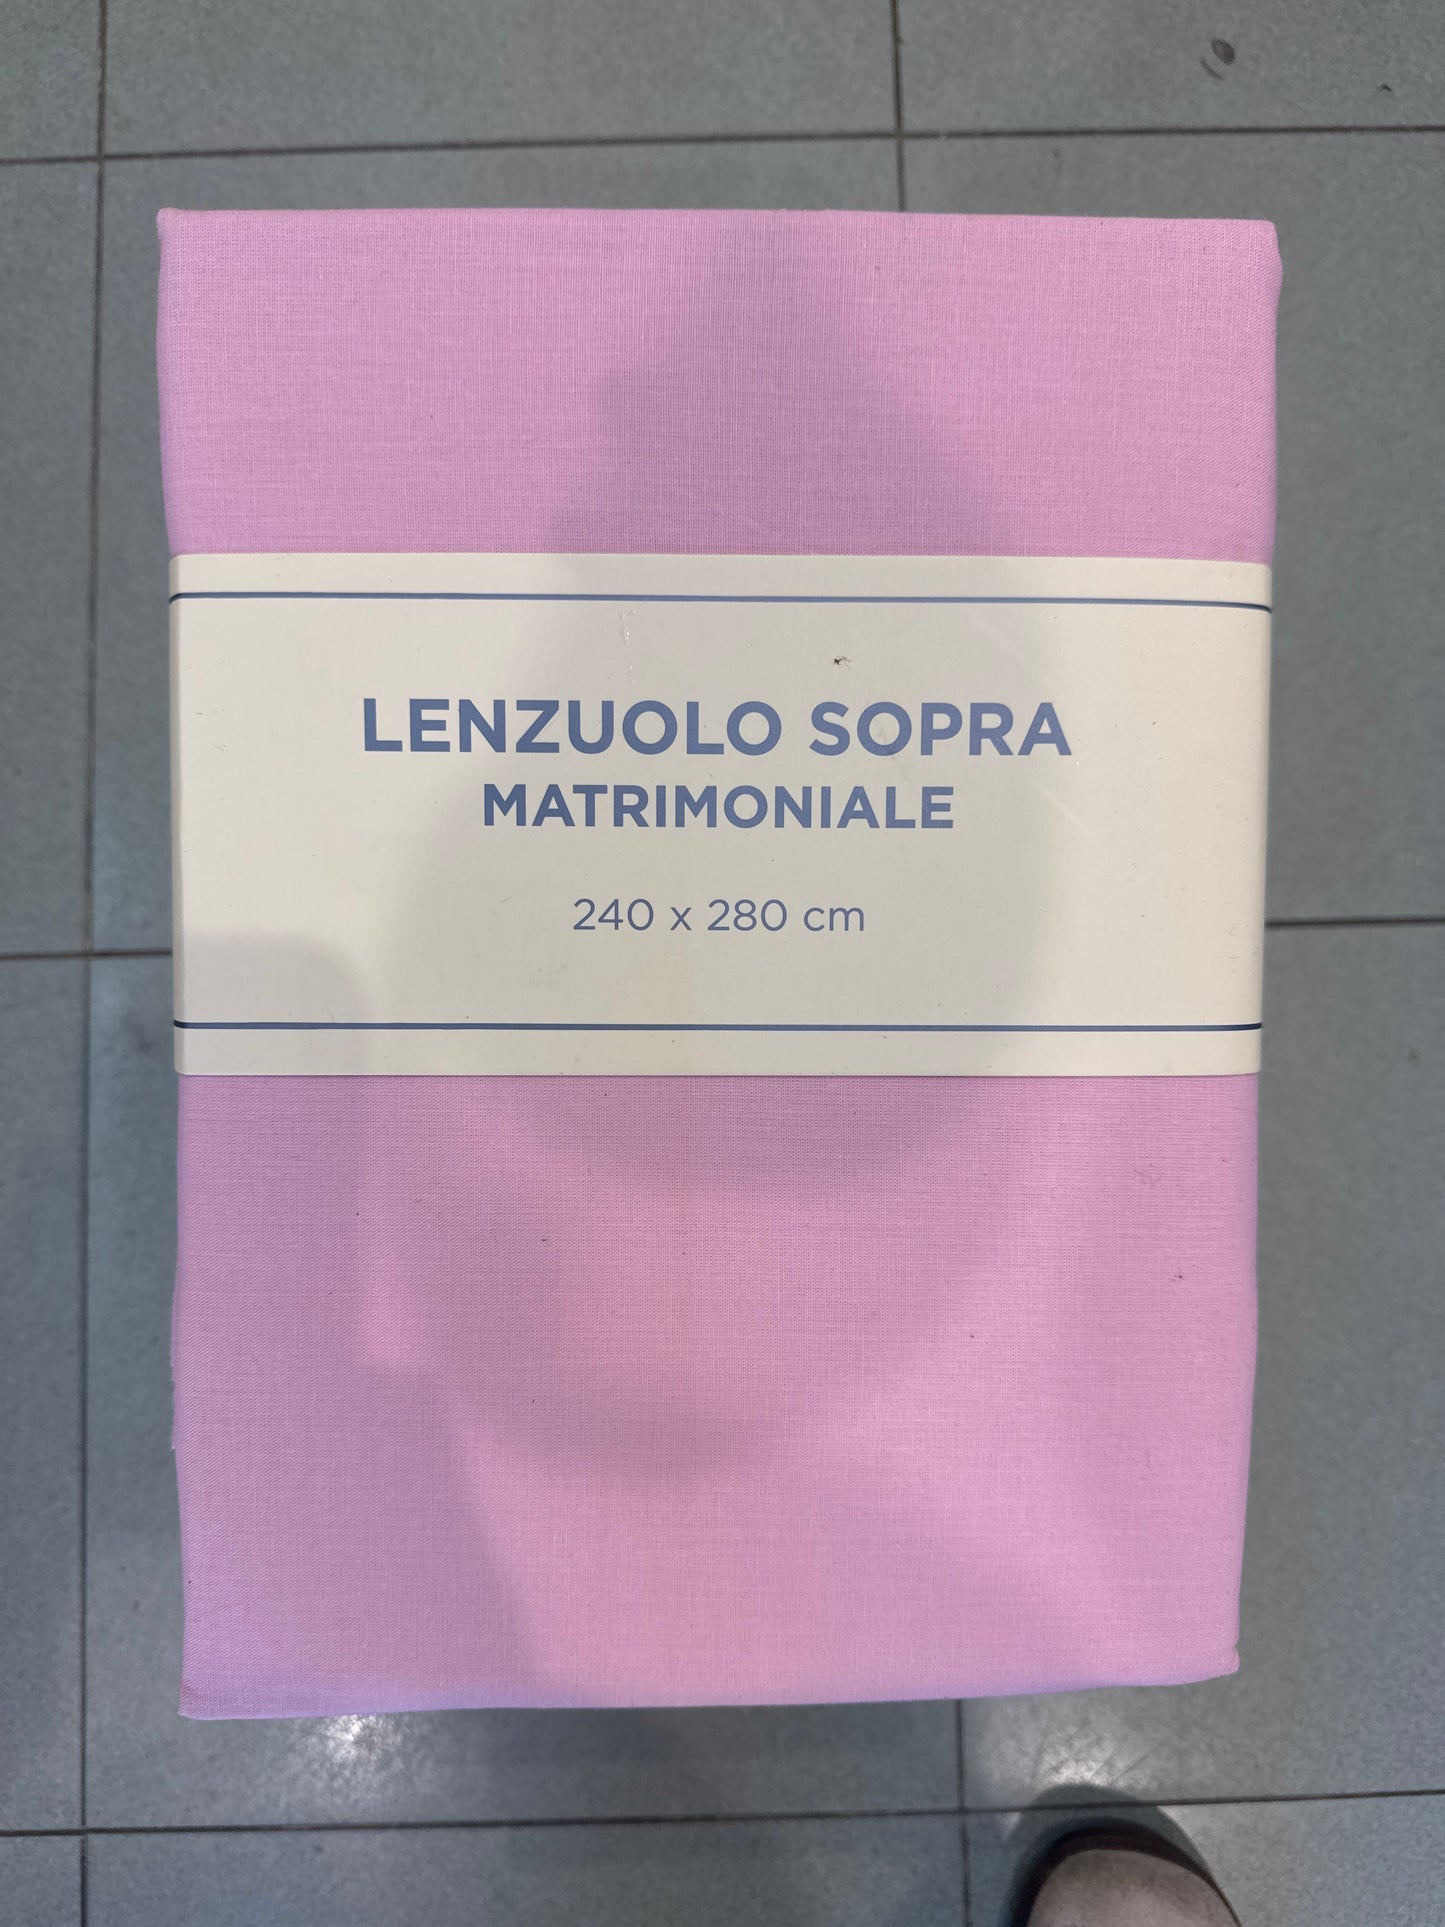 LENZUOLO SOPRA
MATRIMONIALE
240 x 280 cm